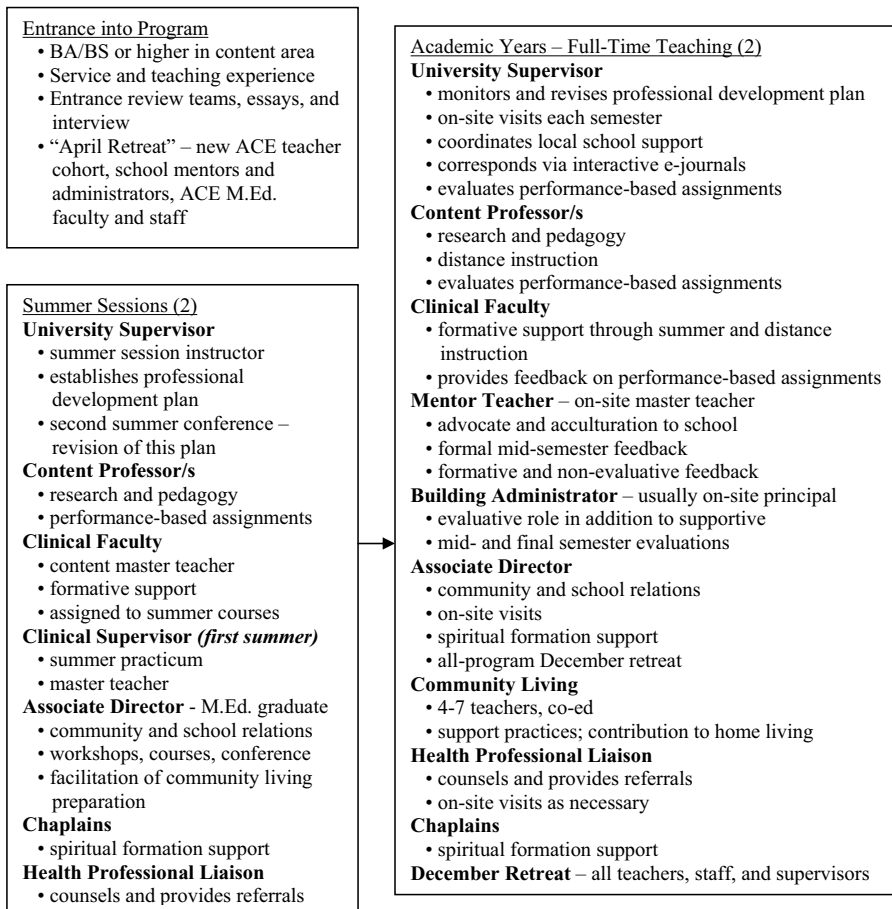 Entrance into Program
• BA/BS or higher in content area
• Service and teaching experience
• Entrance review teams, essays, and
interview
• “April Retreat” – new ACE teacher
cohort, school mentors and
administrators, ACE M.Ed.
faculty and staff
Summer Sessions (2)
University Supervisor
• summer session instructor
• establishes professional
development plan
• second summer conference –
revision of this plan
Content Professor/s
• research and pedagogy
• performance-based assignments
Clinical Faculty
• content master teacher
• formative support
• assigned to summer courses
Clinical Supervisor (first summer)
• summer practicum
• master teacher
Associate Director - M.Ed. graduate
• community and school relations
• workshops, courses, conference
• facilitation of community living
preparation
Chaplains
• spiritual formation support
Health Professional Liaison
• counsels and provides referrals
Academic Years – Full-Time Teaching (2)
University Supervisor
• monitors and revises professional development plan
• on-site visits each semester
• coordinates local school support
• corresponds via interactive e-journals
• evaluates performance-based assignments
Content Professor/s
• research and pedagogy
• distance instruction
• evaluates performance-based assignments
Clinical Faculty
• formative support through summer and distance
instruction
• provides feedback on performance-based assignments
Mentor Teacher – on-site master teacher
• advocate and acculturation to school
• formal mid-semester feedback
• formative and non-evaluative feedback
Building Administrator – usually on-site principal
• evaluative role in addition to supportive
• mid- and final semester evaluations
Associate Director
• community and school relations
• on-site visits
• spiritual formation support
• all-program December retreat
Community Living
• 4-7 teachers, co-ed
• support practices; contribution to home living
Health Professional Liaison
• counsels and provides referrals
• on-site visits as necessary
Chaplains
• spiritual formation support
December Retreat – all teachers, staff, and supervisors